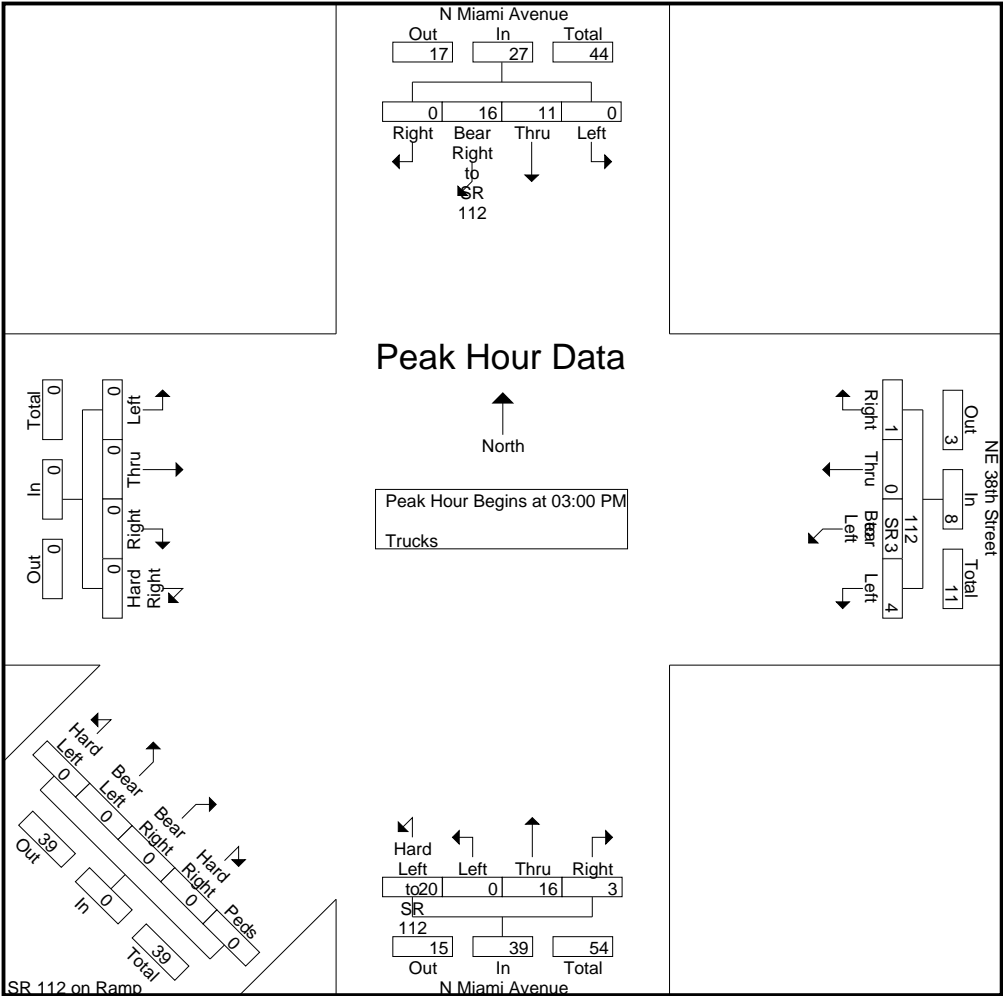 N Miami Avenue
Out In Total
17 27 44
0 16 11 0
Right Bear Right to SR 112 Thru Left
Peak Hour Data
North
Peak Hour Begins at 03:00 PM
Trucks
Total In Out
0 0 0
0 0 0 0
Left Thru Right Hard Right
NE 38th Street
Out In Total
3 8 11
112
1 0 SR 3 4
Right Thru Bear Left to Left
Hard Left Bear Left Bear Right Hard Right Peds
0 0 0 0 0
39 0 39
Out In Total
SR 112 on Ramp
Hard Left to SR 112 Left Thru Right
20 0 16 3
15 39 54
Out In Total
N Miami Avenue